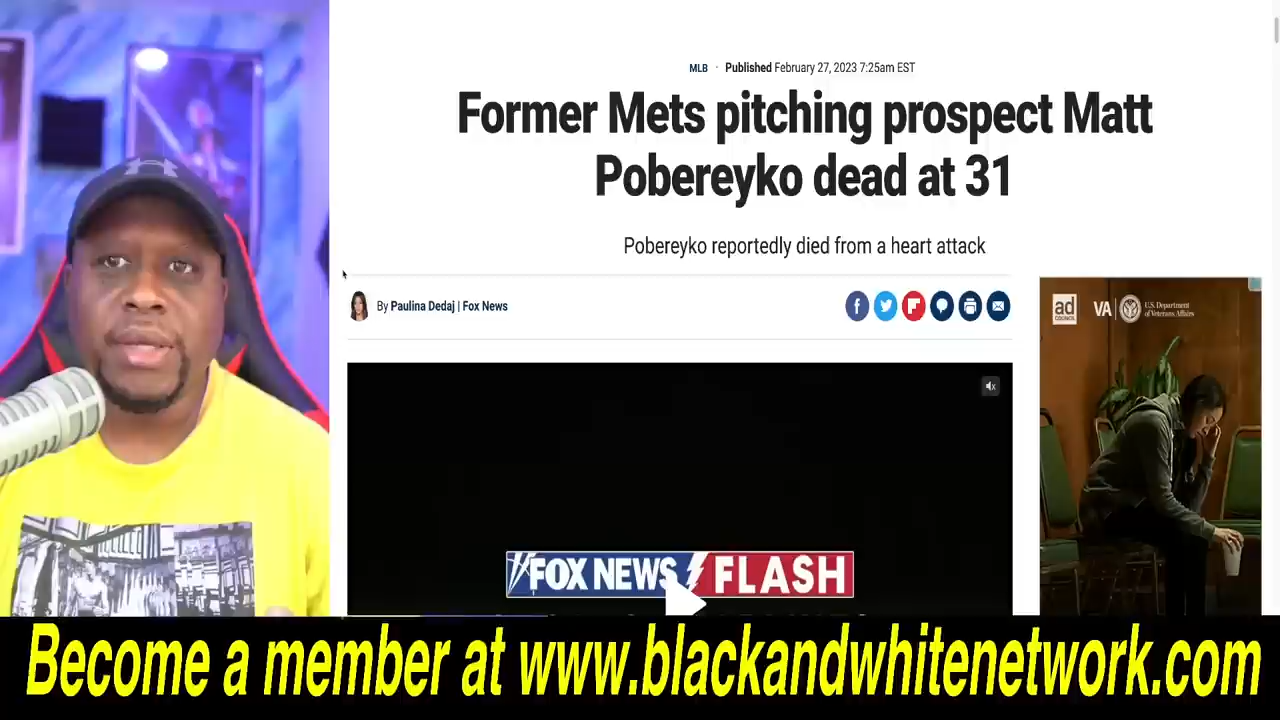 MLB · Published February 27, 2023 7:25am EST
Former Mets pitching prospect Matt
Pobereyko dead at 31
Pobereyko reportedly died from a heart attack
By Paulina Dedaj | Fox News
ad
COUNCIL
VA
U.S. Department
of Veterans Affairs
FOX NEWS FLASH
Become a member at www.blackandwhitenetwork.com